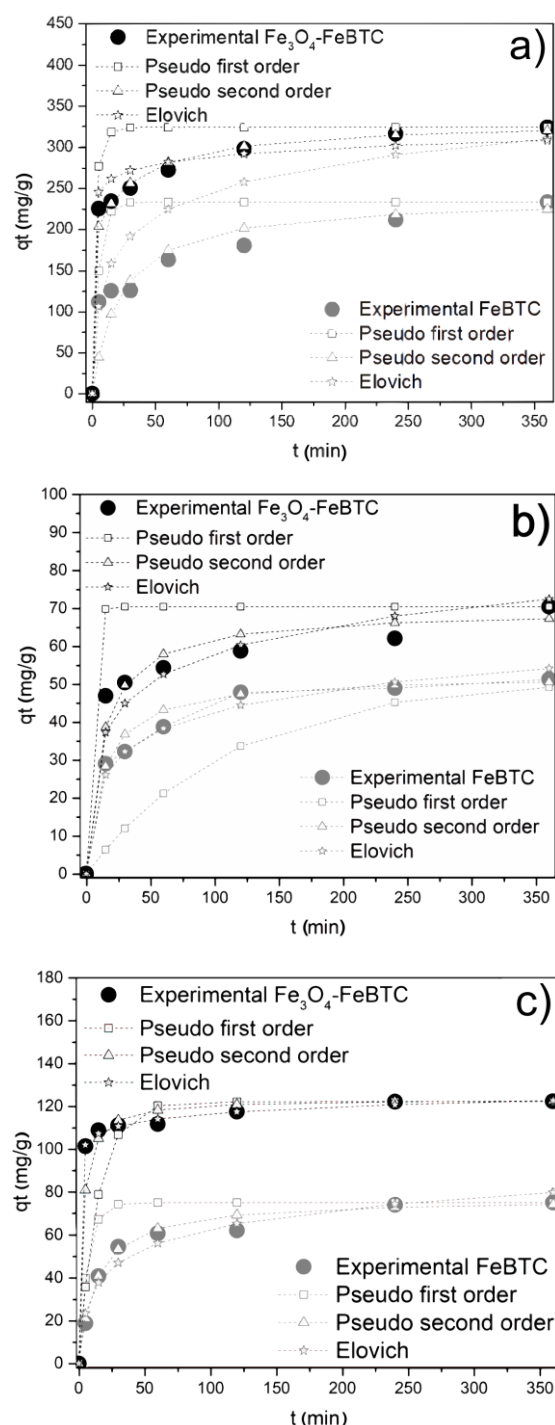 a)
Experimental Fe₃O₄-FeBTC
Pseudo first order
Pseudo second order
Elovich
Experimental FeBTC
Pseudo first order
Pseudo second order
Elovich
qt (mg/g)
450
400
350
300
250
200
150
100
50
0
0 50 100 150 200 250 300 350
t (min)
b)
Experimental Fe₃O₄-FeBTC
Pseudo first order
Pseudo second order
Elovich
Experimental FeBTC
Pseudo first order
Pseudo second order
Elovich
qt (mg/g)
100
90
80
70
60
50
40
30
20
10
0
0 50 100 150 200 250 300 350
t (min)
c)
Experimental Fe₃O₄-FeBTC
Pseudo first order
Pseudo second order
Elovich
Experimental FeBTC
Pseudo first order
Pseudo second order
Elovich
qt (mg/g)
180
160
140
120
100
80
60
40
20
0
0 50 100 150 200 250 300 350
t (min)